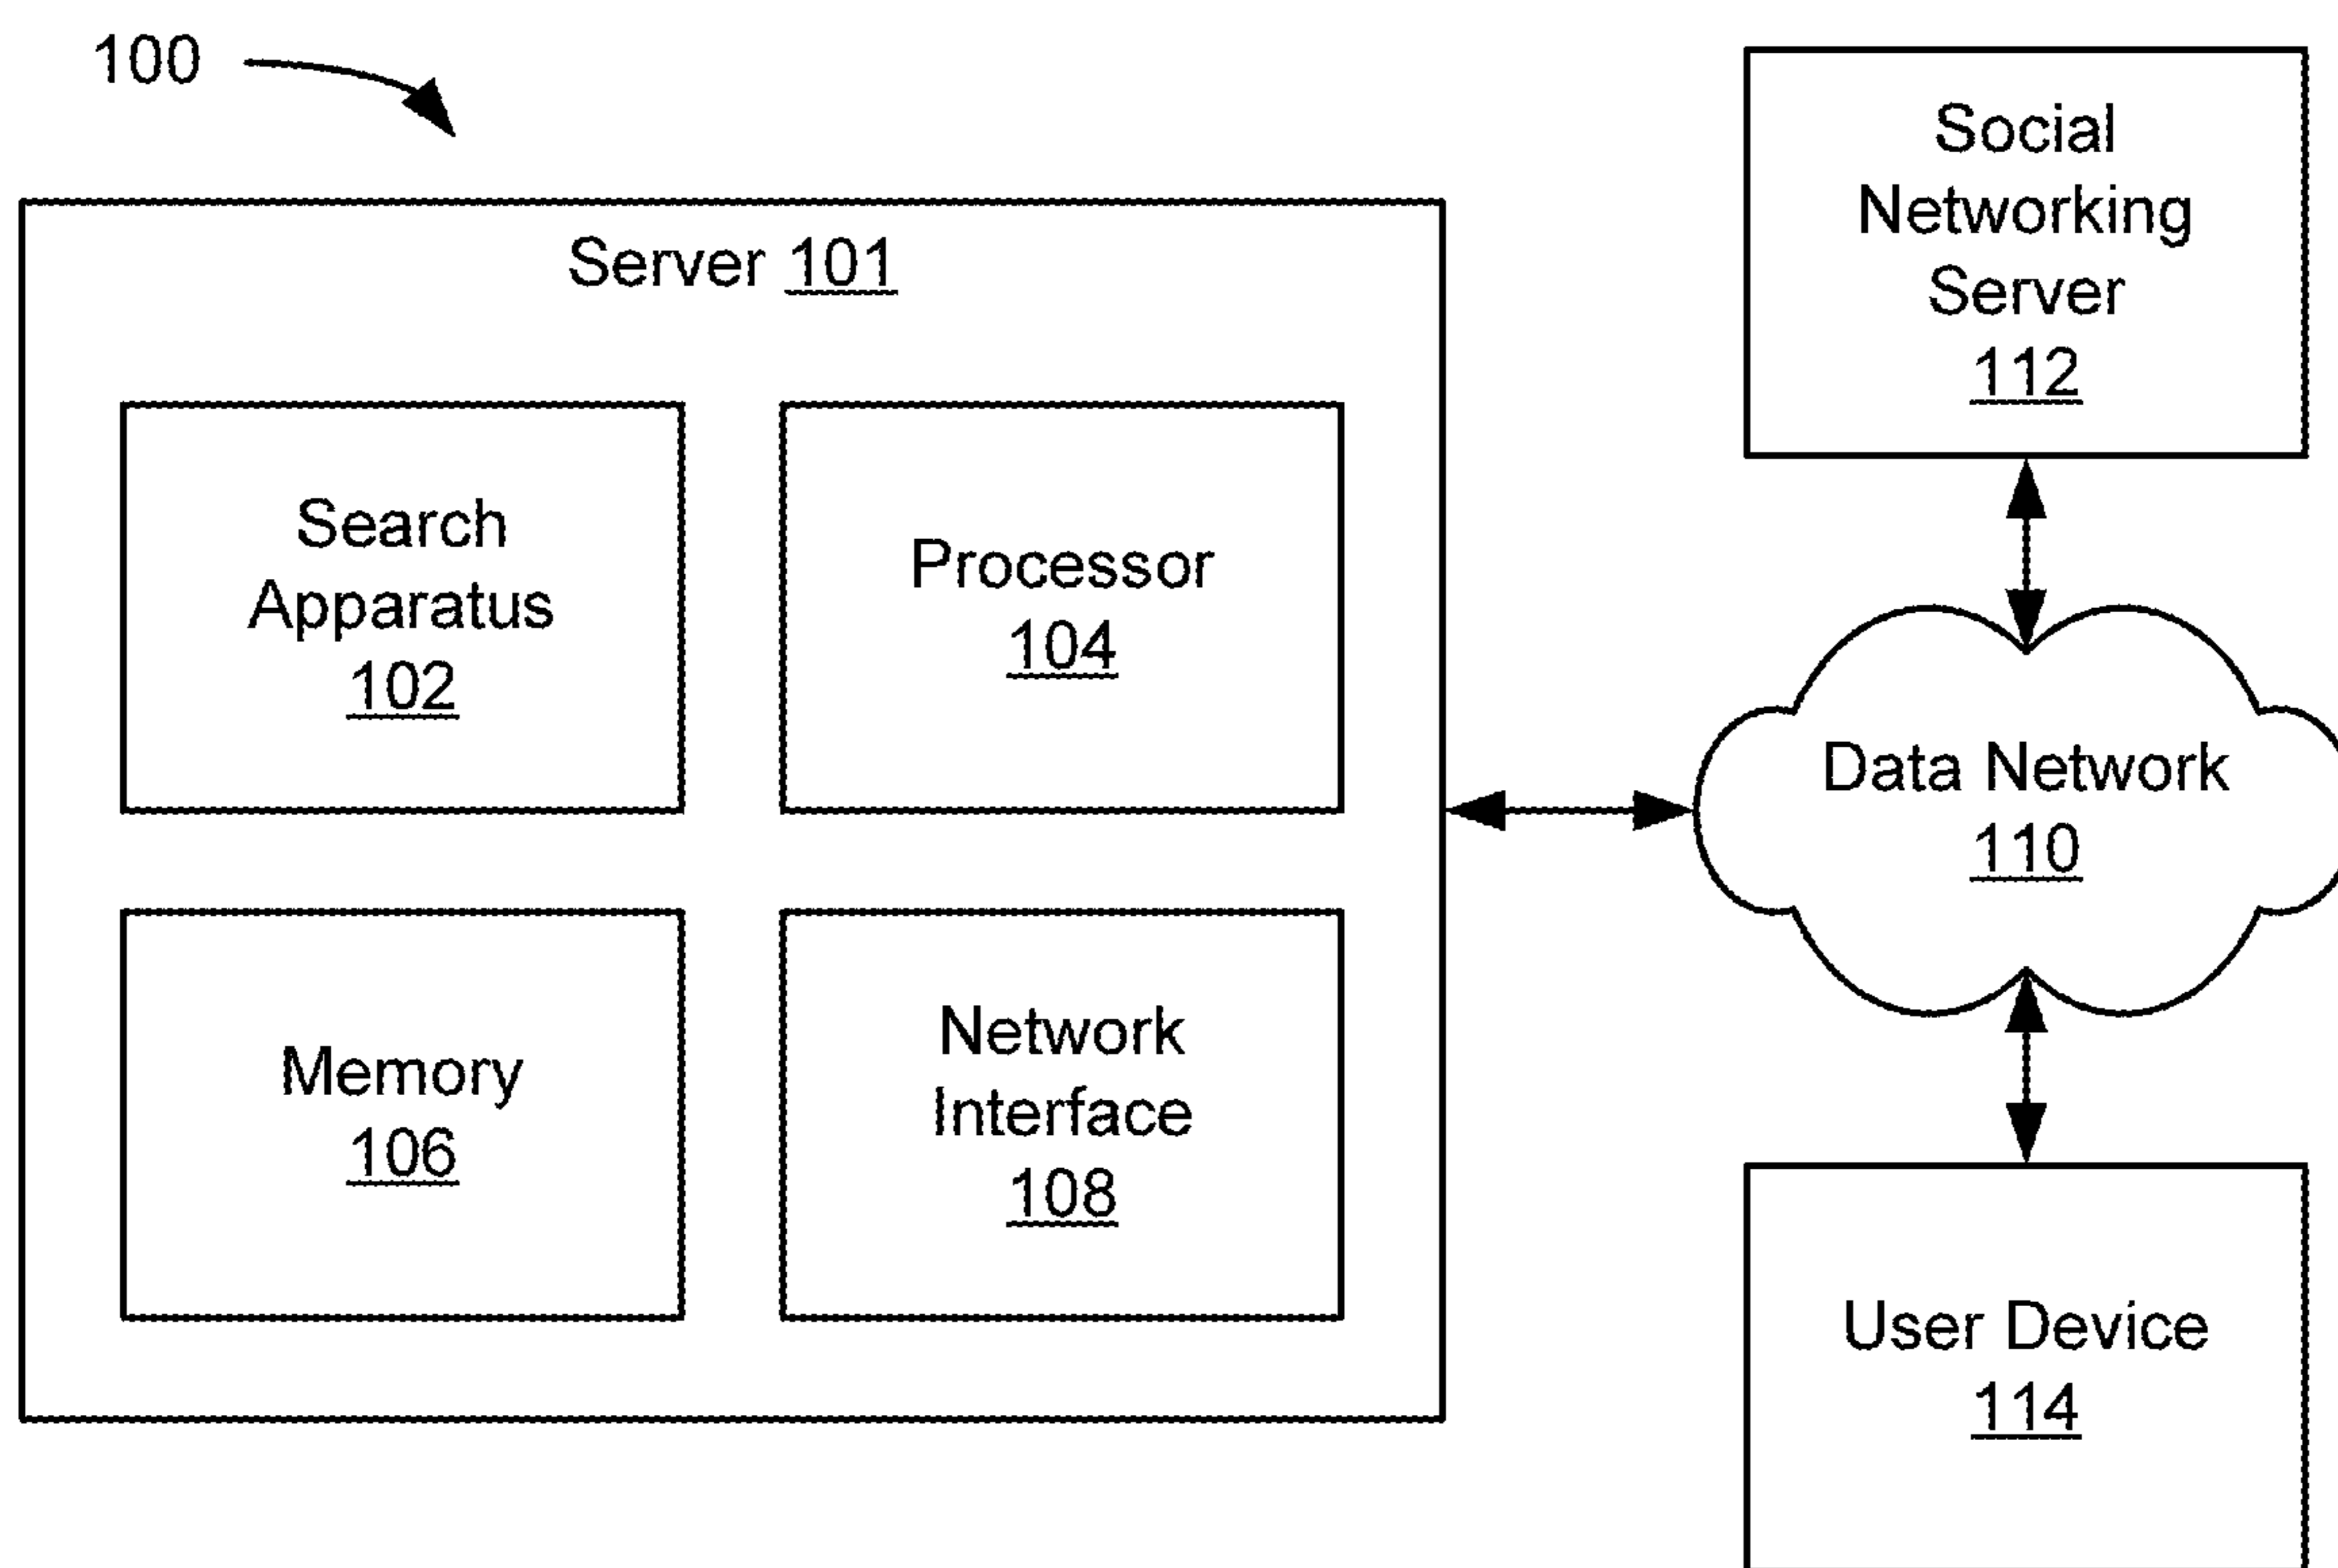 100
Server 101
Search
Apparatus
102
Processor
104
Memory
106
Network
Interface
108
Social
Networking
Server
112
Data Network
110
User Device
114